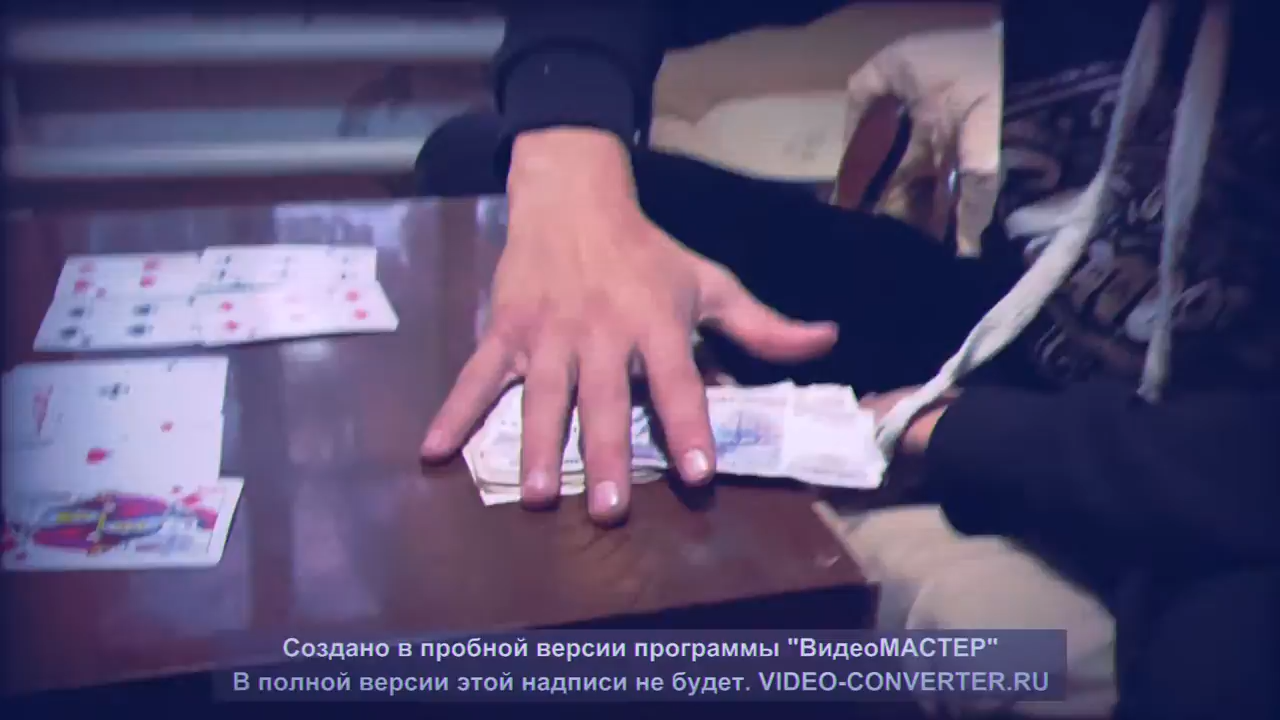 Создано в пробной версии программы "ВидеоМАСТЕР"
В полной версии этой надписи не будет. VIDEO-CONVERTER.RU